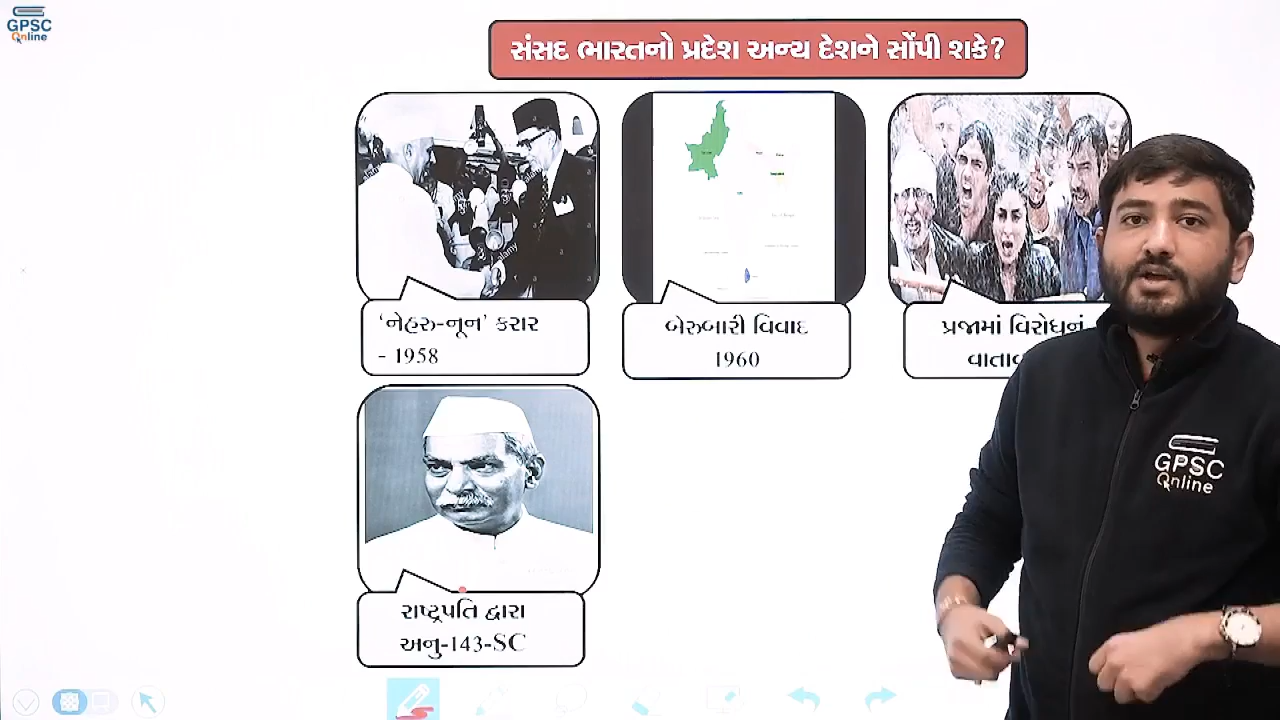 GPSC
Online
સંસદ ભારતનો પ્રદેશ અન્ય દેશને સોંપી શકે?
'નેહરુ-નૂન' કરાર
- 1958
બેરુબારી વિવાદ
1960
પ્રજામાં વિરોધનું
રાષ્ટ્રપતિ દ્વારા
અનુ-143-SC
GPSC
Online